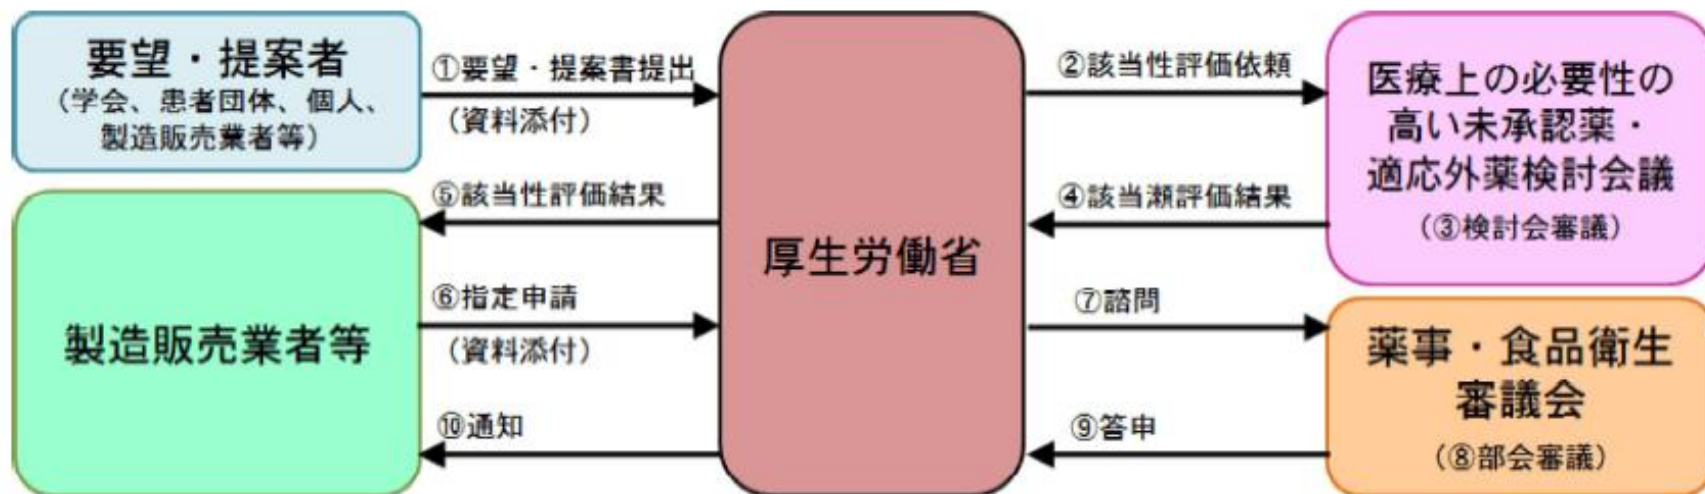 要望・提案者
（学会、患者団体、個人、
製造販売業者等）
①要望・提案書提出
（資料添付）
②該当性評価依頼
医療上の必要性の
高い未承認薬・
適応外薬検討会議
（③検討会審議）
④該当瀬評価結果
⑤該当性評価結果
厚生労働省
製造販売業者等
⑥指定申請
（資料添付）
⑦諮問
薬事・食品衛生
審議会
（⑧部会審議）
⑨答申
⑩通知